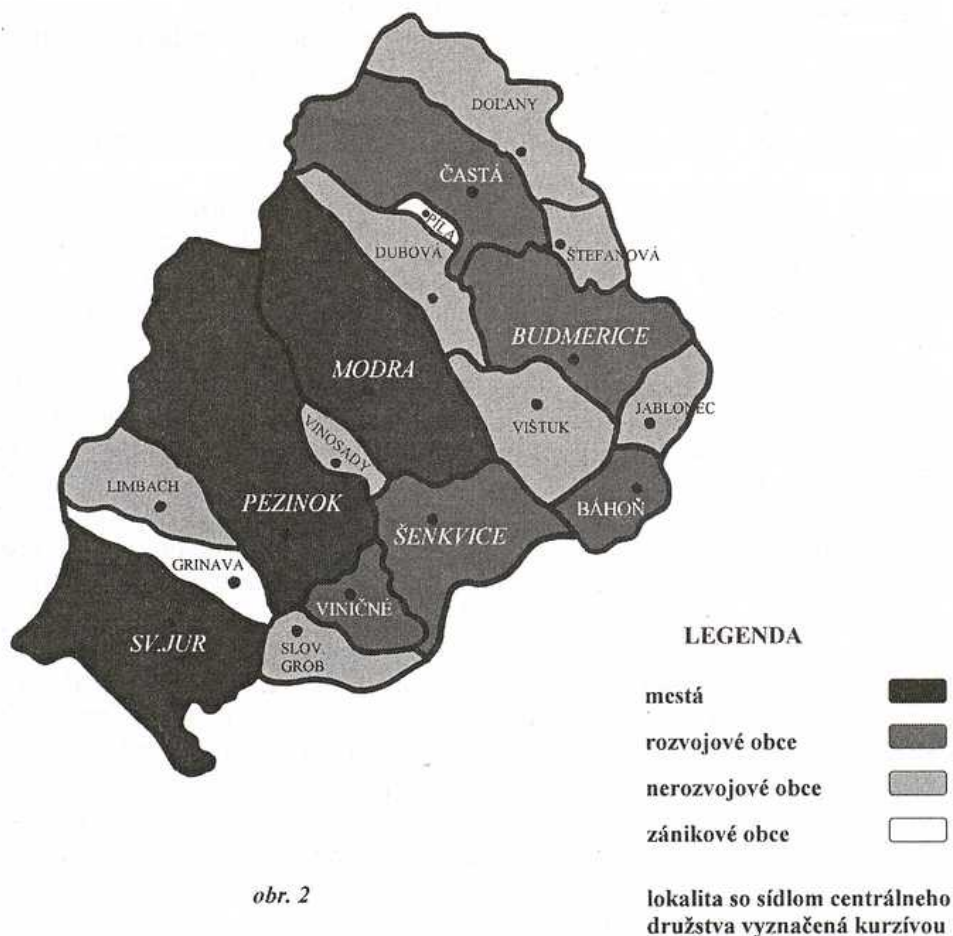 DOĽANY
ČASTÁ
PÍLA
DUBOVÁ
ŠTEFANOVÁ
BUDMERICE
MODRA
JABLONEC
VIŠTUK
VINOSADY
LIMBACH
PEZINOK
BÁHOŇ
ŠENKVICE
GRINAVA
VINIČNÉ
SV.JUR
SLOV.
GROB
LEGENDA
mestá
rozvojové obce
nerozvojové obce
zánikové obce
obr. 2
lokalita so sídlom centrálneho
družstva vyznačená kurzívou